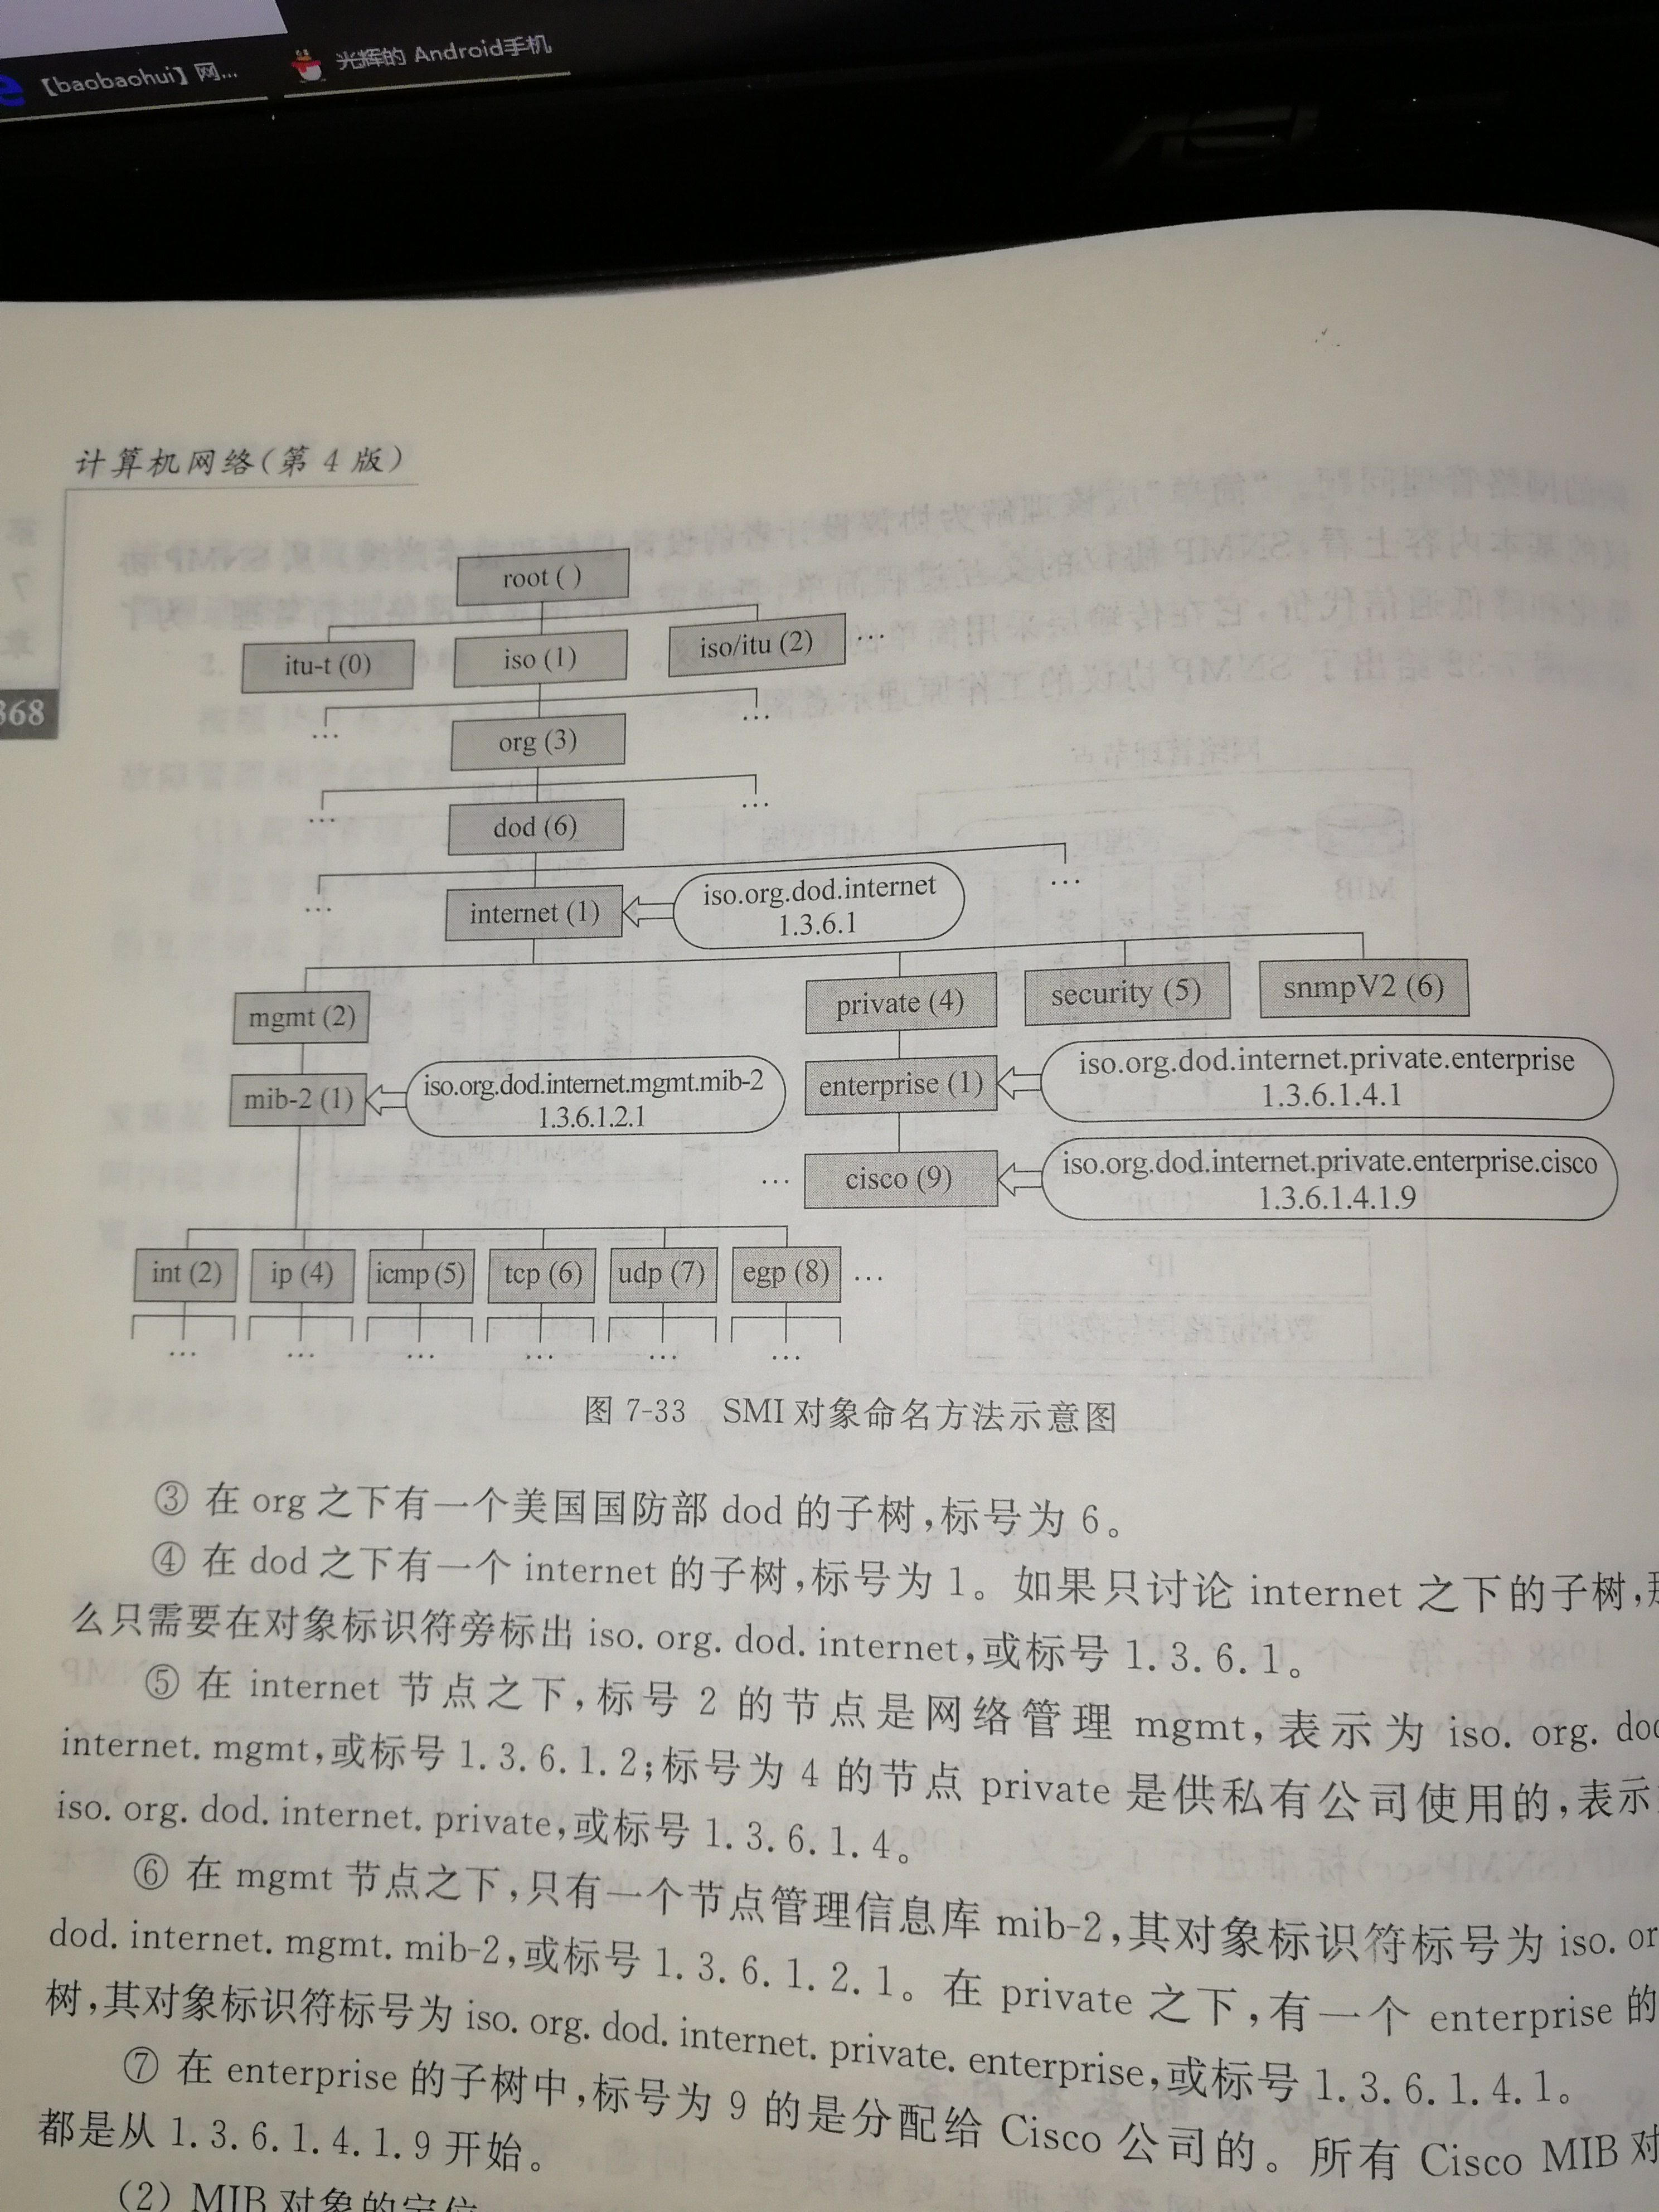 【baobaohui】网...
光辉的 Android手机
计算机网络(第 4 版)
368
root ( )
itu-t (0)
iso (1)
iso/itu (2)
...
...
...
org (3)
...
...
dod (6)
...
...
internet (1)
iso.org.dod.internet
1.3.6.1
mgmt (2)
private (4)
security (5)
snmpV2 (6)
mib-2 (1)
iso.org.dod.internet.mgmt.mib-2
1.3.6.1.2.1
enterprise (1)
iso.org.dod.internet.private.enterprise
1.3.6.1.4.1
...
cisco (9)
iso.org.dod.internet.private.enterprise.cisco
1.3.6.1.4.1.9
int (2)
ip (4)
icmp (5)
tcp (6)
udp (7)
egp (8)
...
... ... ... ... ... ...
图 7-33 SMI 对象命名方法示意图
③ 在 org 之下有一个美国国防部 dod 的子树,标号为 6。
④ 在 dod 之下有一个 internet 的子树,标号为 1。如果只讨论 internet 之下的子树,
么只需要在对象标识符旁标出 iso. org. dod. internet,或标号 1. 3. 6. 1。
⑤ 在 internet 节点之下,标号 2 的节点是网络管理 mgmt,表示为 iso. org. dod
internet. mgmt,或标号 1. 3. 6. 1. 2;标号为 4 的节点 private 是供私有公司使用的,表示
iso. org. dod. internet. private,或标号 1. 3. 6. 1. 4。
⑥ 在 mgmt 节点之下,只有一个节点管理信息库 mib-2,其对象标识符标号为 iso. or
dod. internet. mgmt. mib-2,或标号 1. 3. 6. 1. 2. 1。在 private 之下,有一个 enterprise 的
树,其对象标识符标号为 iso. org. dod. internet. private. enterprise,或标号 1. 3. 6. 1. 4. 1。
⑦ 在 enterprise 的子树中,标号为 9 的是分配给 Cisco 公司的。所有 Cisco MIB 对
都是从 1. 3. 6. 1. 4. 1. 9 开始。
(2) MIB 对象的定位